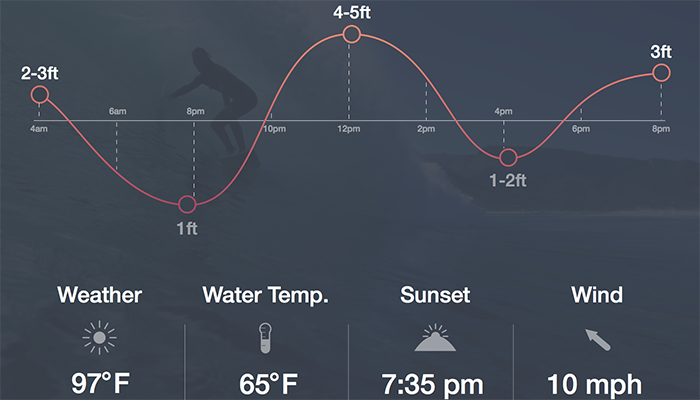 4-5ft
2-3ft
3ft
6am 8pm 4pm
4am 10pm 12pm 2pm 6pm 8pm
1-2ft
1ft
Weather Water Temp. Sunset Wind
97°F 65°F 7:35 pm 10 mph